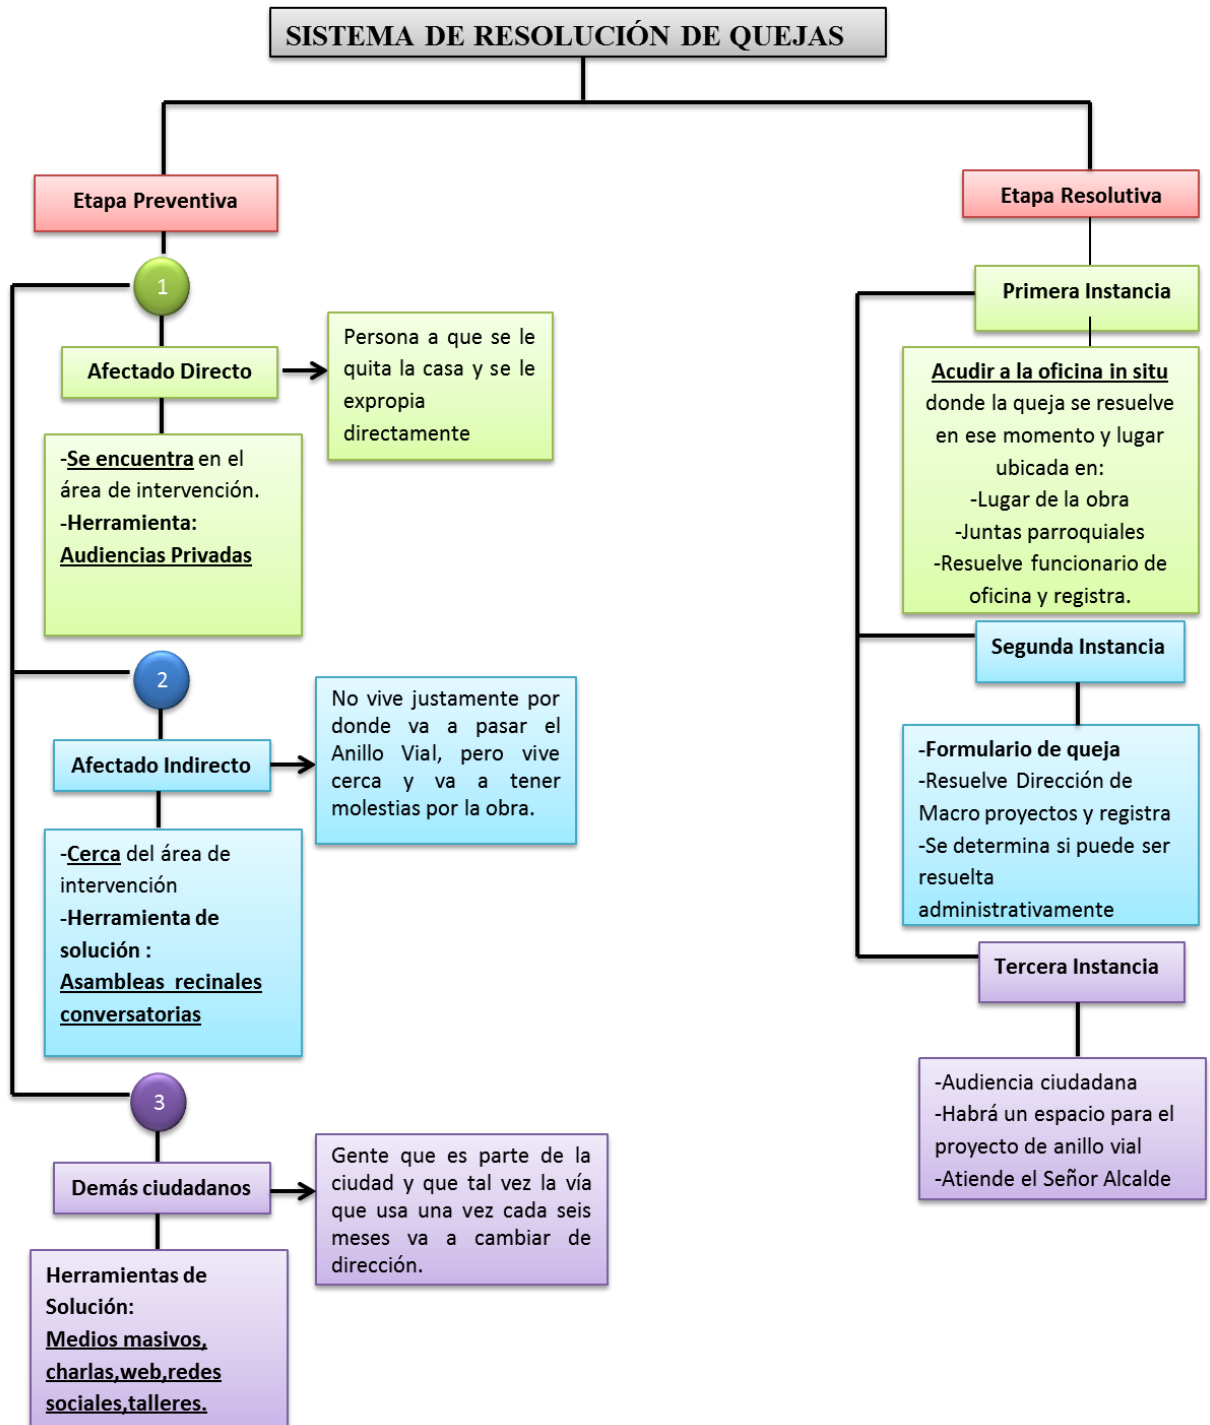 SISTEMA DE RESOLUCIÓN DE QUEJAS
Etapa Preventiva
1
Afectado Directo
Persona a que se le
quita la casa y se le
expropia
directamente
-Se encuentra en el
área de intervención.
-Herramienta:
Audiencias Privadas
2
Afectado Indirecto
No vive justamente por
donde va a pasar el
Anillo Vial, pero vive
cerca y va a tener
molestias por la obra.
-Cerca del área de
intervención
-Herramienta de
solución :
Asambleas recinales
conversatorias
3
Demás ciudadanos
Gente que es parte de la
ciudad y que tal vez la vía
que usa una vez cada seis
meses va a cambiar de
dirección.
Herramientas de
Solución:
Medios masivos,
charlas,web,redes
sociales,talleres.
Etapa Resolutiva
Primera Instancia
Acudir a la oficina in situ
donde la queja se resuelve
en ese momento y lugar
ubicada en:
-Lugar de la obra
-Juntas parroquiales
-Resuelve funcionario de
oficina y registra.
Segunda Instancia
-Formulario de queja
-Resuelve Dirección de
Macro proyectos y registra
-Se determina si puede ser
resuelta
administrativamente
Tercera Instancia
-Audiencia ciudadana
-Habrá un espacio para el
proyecto de anillo vial
-Atiende el Señor Alcalde